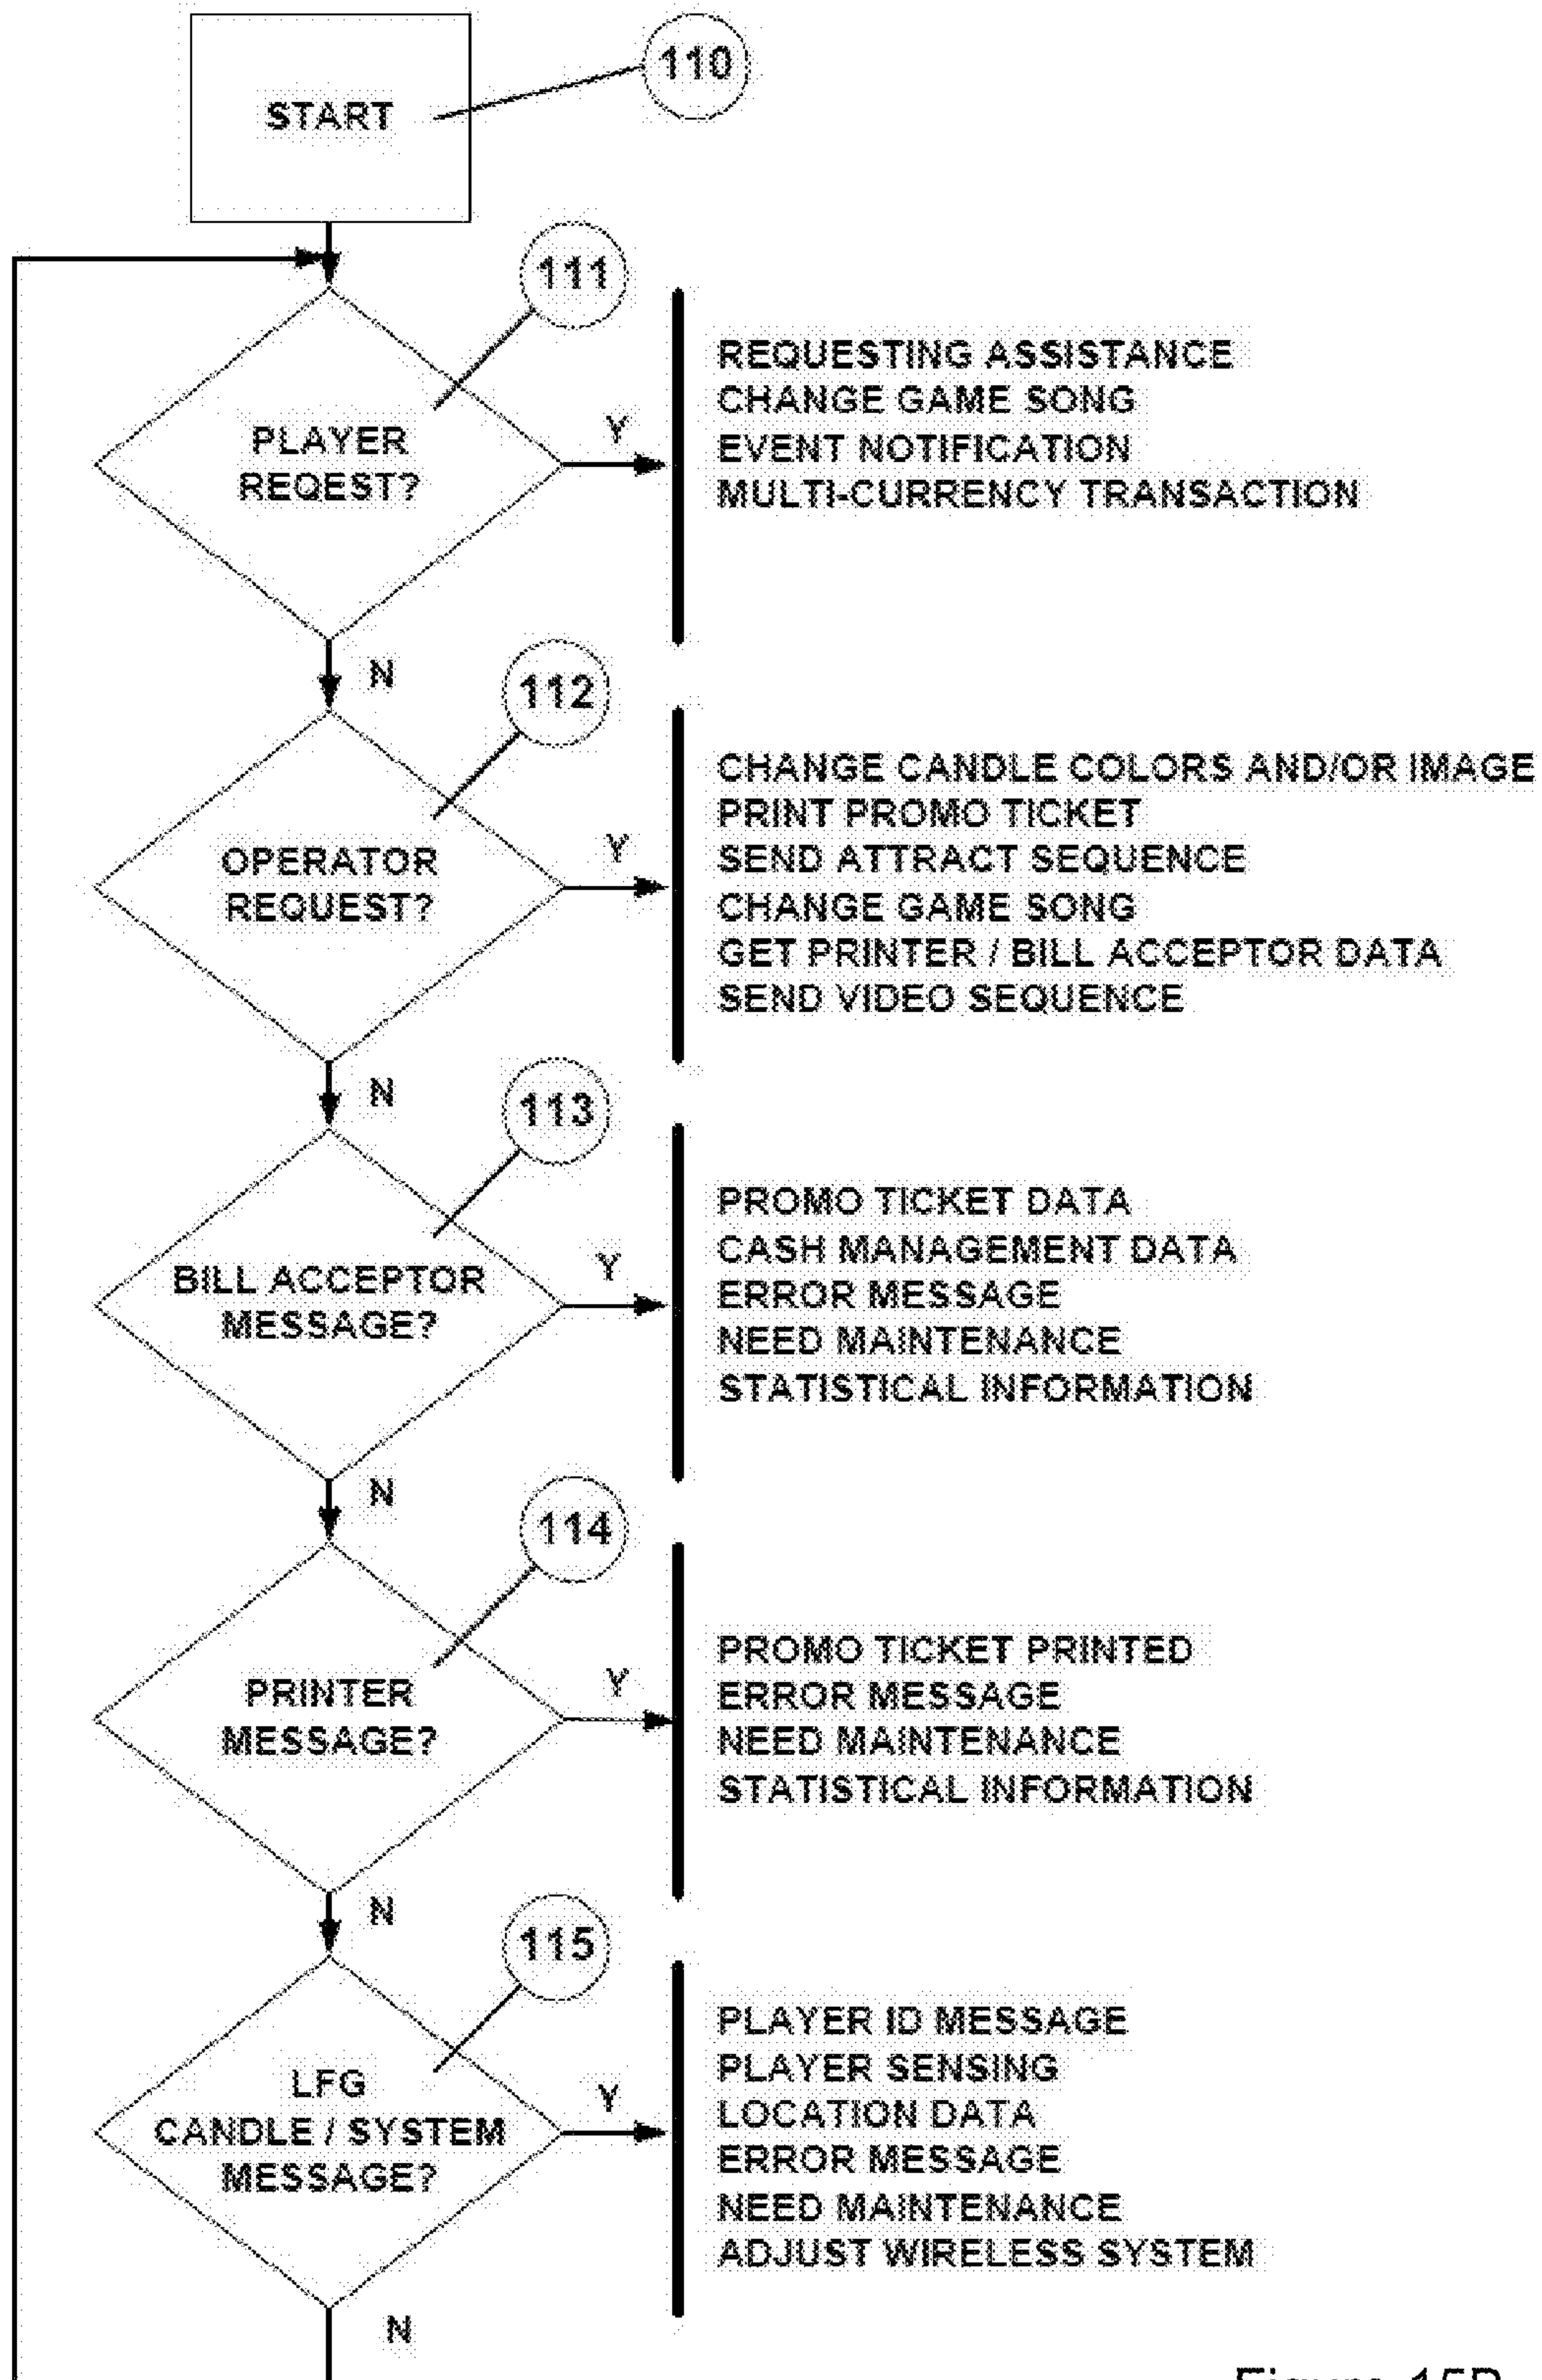 START
110
111
PLAYER
REQEST?
Y
REQUESTING ASSISTANCE
CHANGE GAME SONG
EVENT NOTIFICATION
MULTI-CURRENCY TRANSACTION
N
112
OPERATOR
REQUEST?
Y
CHANGE CANDLE COLORS AND/OR IMAGE
PRINT PROMO TICKET
SEND ATTRACT SEQUENCE
CHANGE GAME SONG
GET PRINTER / BILL ACCEPTOR DATA
SEND VIDEO SEQUENCE
N
113
BILL ACCEPTOR
MESSAGE?
Y
PROMO TICKET DATA
CASH MANAGEMENT DATA
ERROR MESSAGE
NEED MAINTENANCE
STATISTICAL INFORMATION
N
114
PRINTER
MESSAGE?
Y
PROMO TICKET PRINTED
ERROR MESSAGE
NEED MAINTENANCE
STATISTICAL INFORMATION
N
115
LFG
CANDLE / SYSTEM
MESSAGE?
Y
PLAYER ID MESSAGE
PLAYER SENSING
LOCATION DATA
ERROR MESSAGE
NEED MAINTENANCE
ADJUST WIRELESS SYSTEM
N